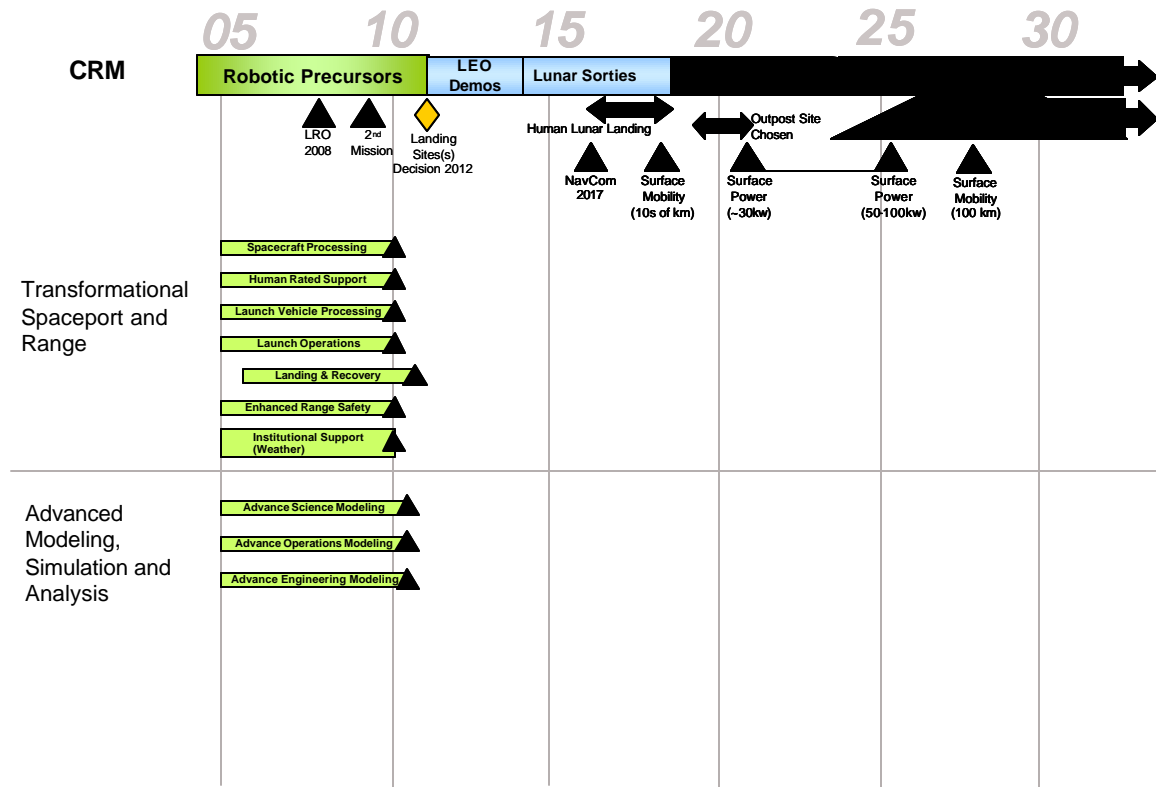 05 10 15 20 25 30
CRM
Robotic Precursors
LEO
Demos
Lunar Sorties
LRO
2008
2nd
Mission
Landing
Sites(s)
Decision 2012
Human Lunar Landing
Outpost Site
Chosen
NavCom
2017
Surface
Mobility
(10s of km)
Surface
Power
(~30kw)
Surface
Power
(50-100kw)
Surface
Mobility
(100 km)
Transformational
Spaceport and
Range
Spacecraft Processing
Human Rated Support
Launch Vehicle Processing
Launch Operations
Landing & Recovery
Enhanced Range Safety
Institutional Support
(Weather)
Advanced
Modeling,
Simulation and
Analysis
Advance Science Modeling
Advance Operations Modeling
Advance Engineering Modeling